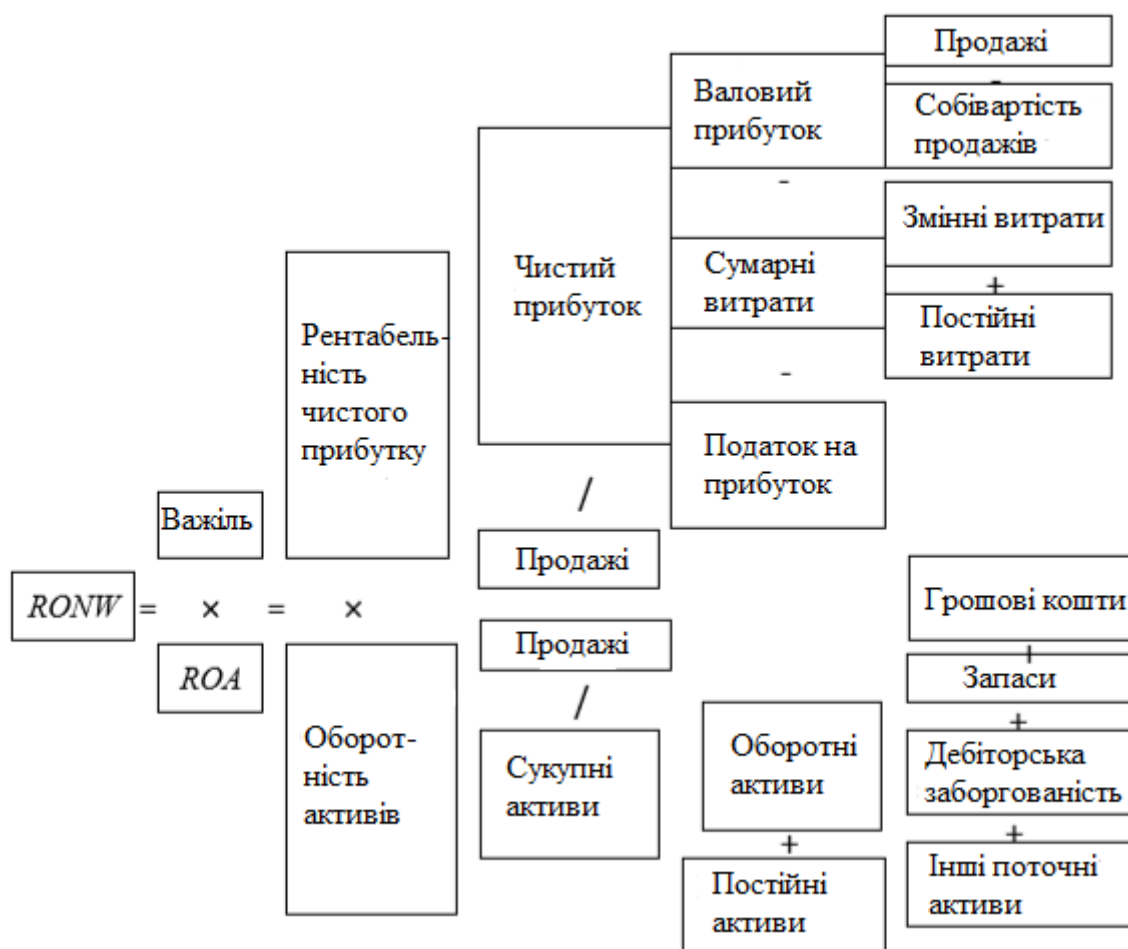 Продажі
-
Собівартість
продажів
Валовий
прибуток
-
Змінні витрати
+
Постійні
витрати
Сумарні
витрати
-
Податок на
прибуток
Чистий
прибуток
/
Продажі
Рентабель-
ність
чистого
прибутку
Важіль
RONW = × = ×
ROA
Оборот-
ність
активів
Продажі
/
Сукупні
активи
Оборотні
активи
+
Постійні
активи
Грошові кошти
+
Запаси
+
Дебіторська
заборгованість
+
Інші поточні
активи